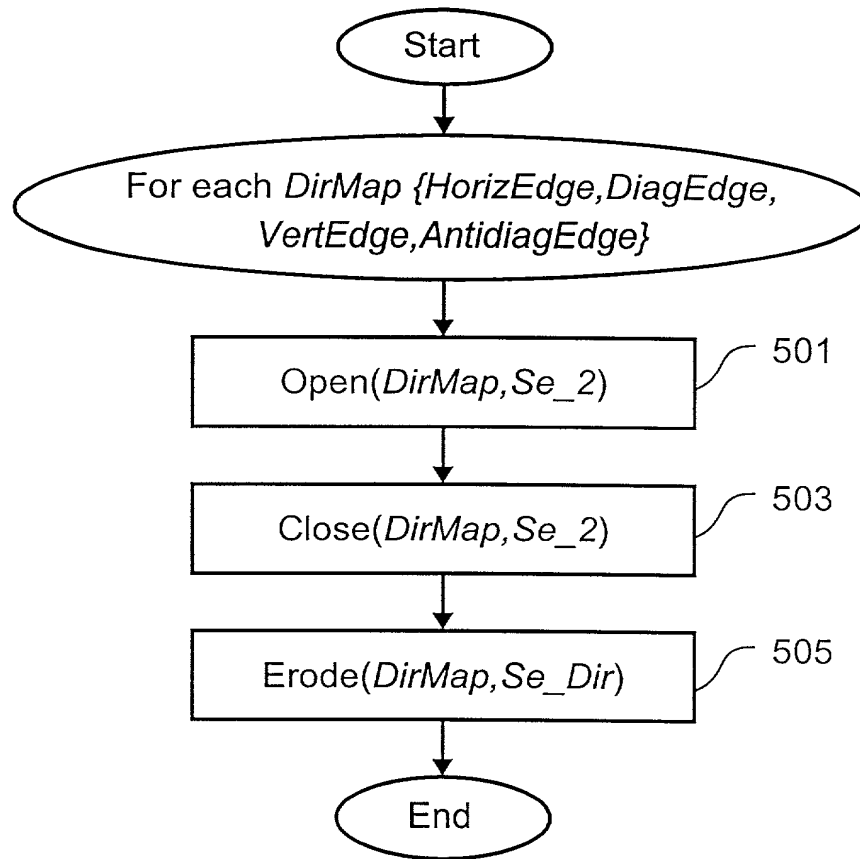 Start
For each DirMap {HorizEdge,DiagEdge,
VertEdge,AntidiagEdge}
Open(DirMap,Se_2)
501
Close(DirMap,Se_2)
503
Erode(DirMap,Se_Dir)
505
End